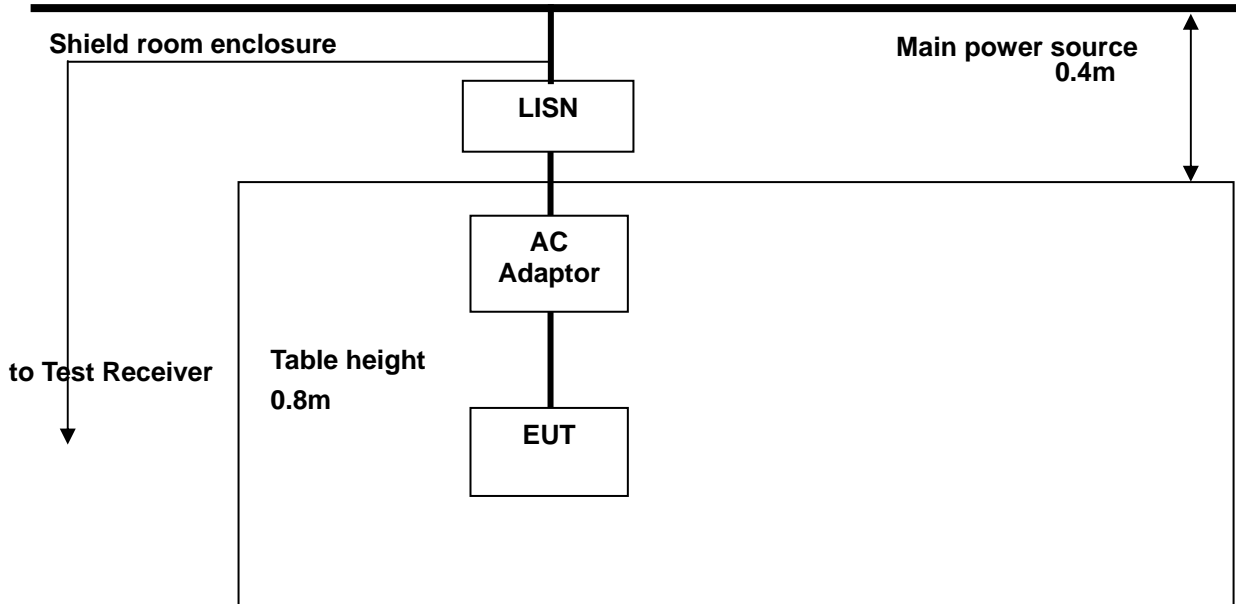 Shield room enclosure
Main power source
0.4m
LISN
AC
Adaptor
to Test Receiver
Table height
0.8m
EUT